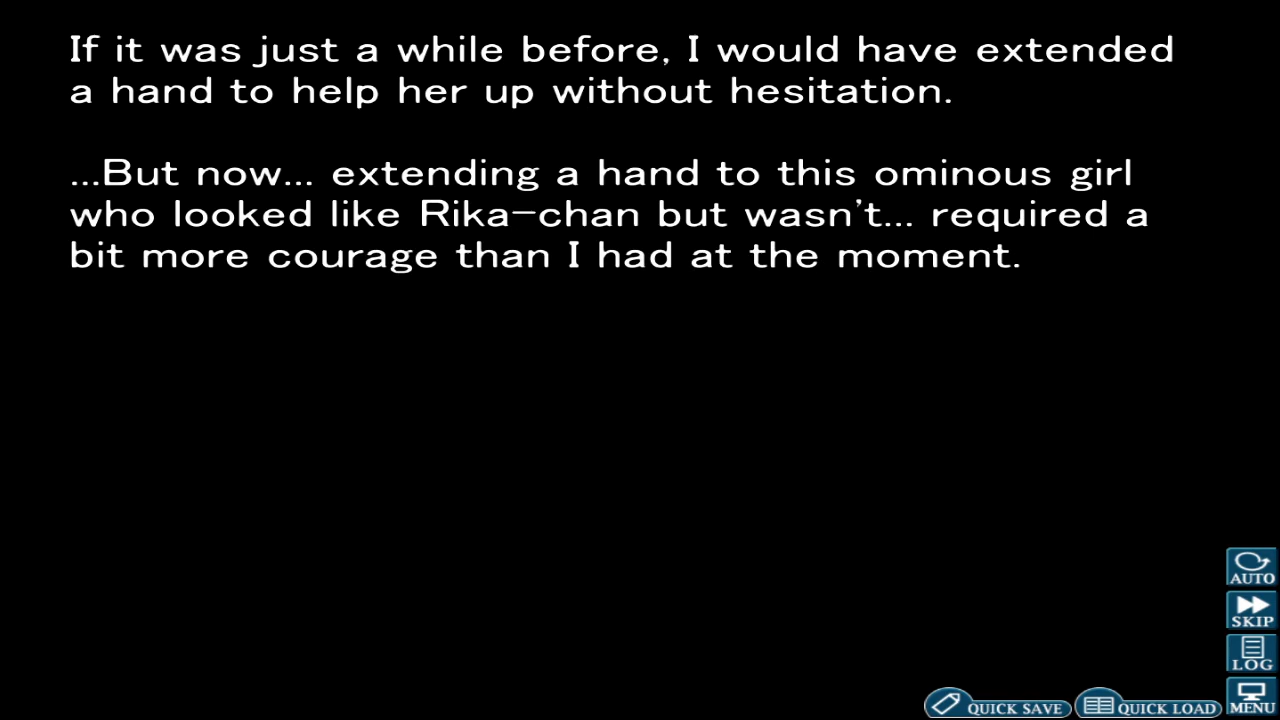 If it was just a while before, I would have extended
a hand to help her up without hesitation.
...But now... extending a hand to this ominous girl
who looked like Rika-chan but wasn't... required a
bit more courage than I had at the moment.
AUTO
SKIP
LOG
MENU
QUICK SAVE
QUICK LOAD